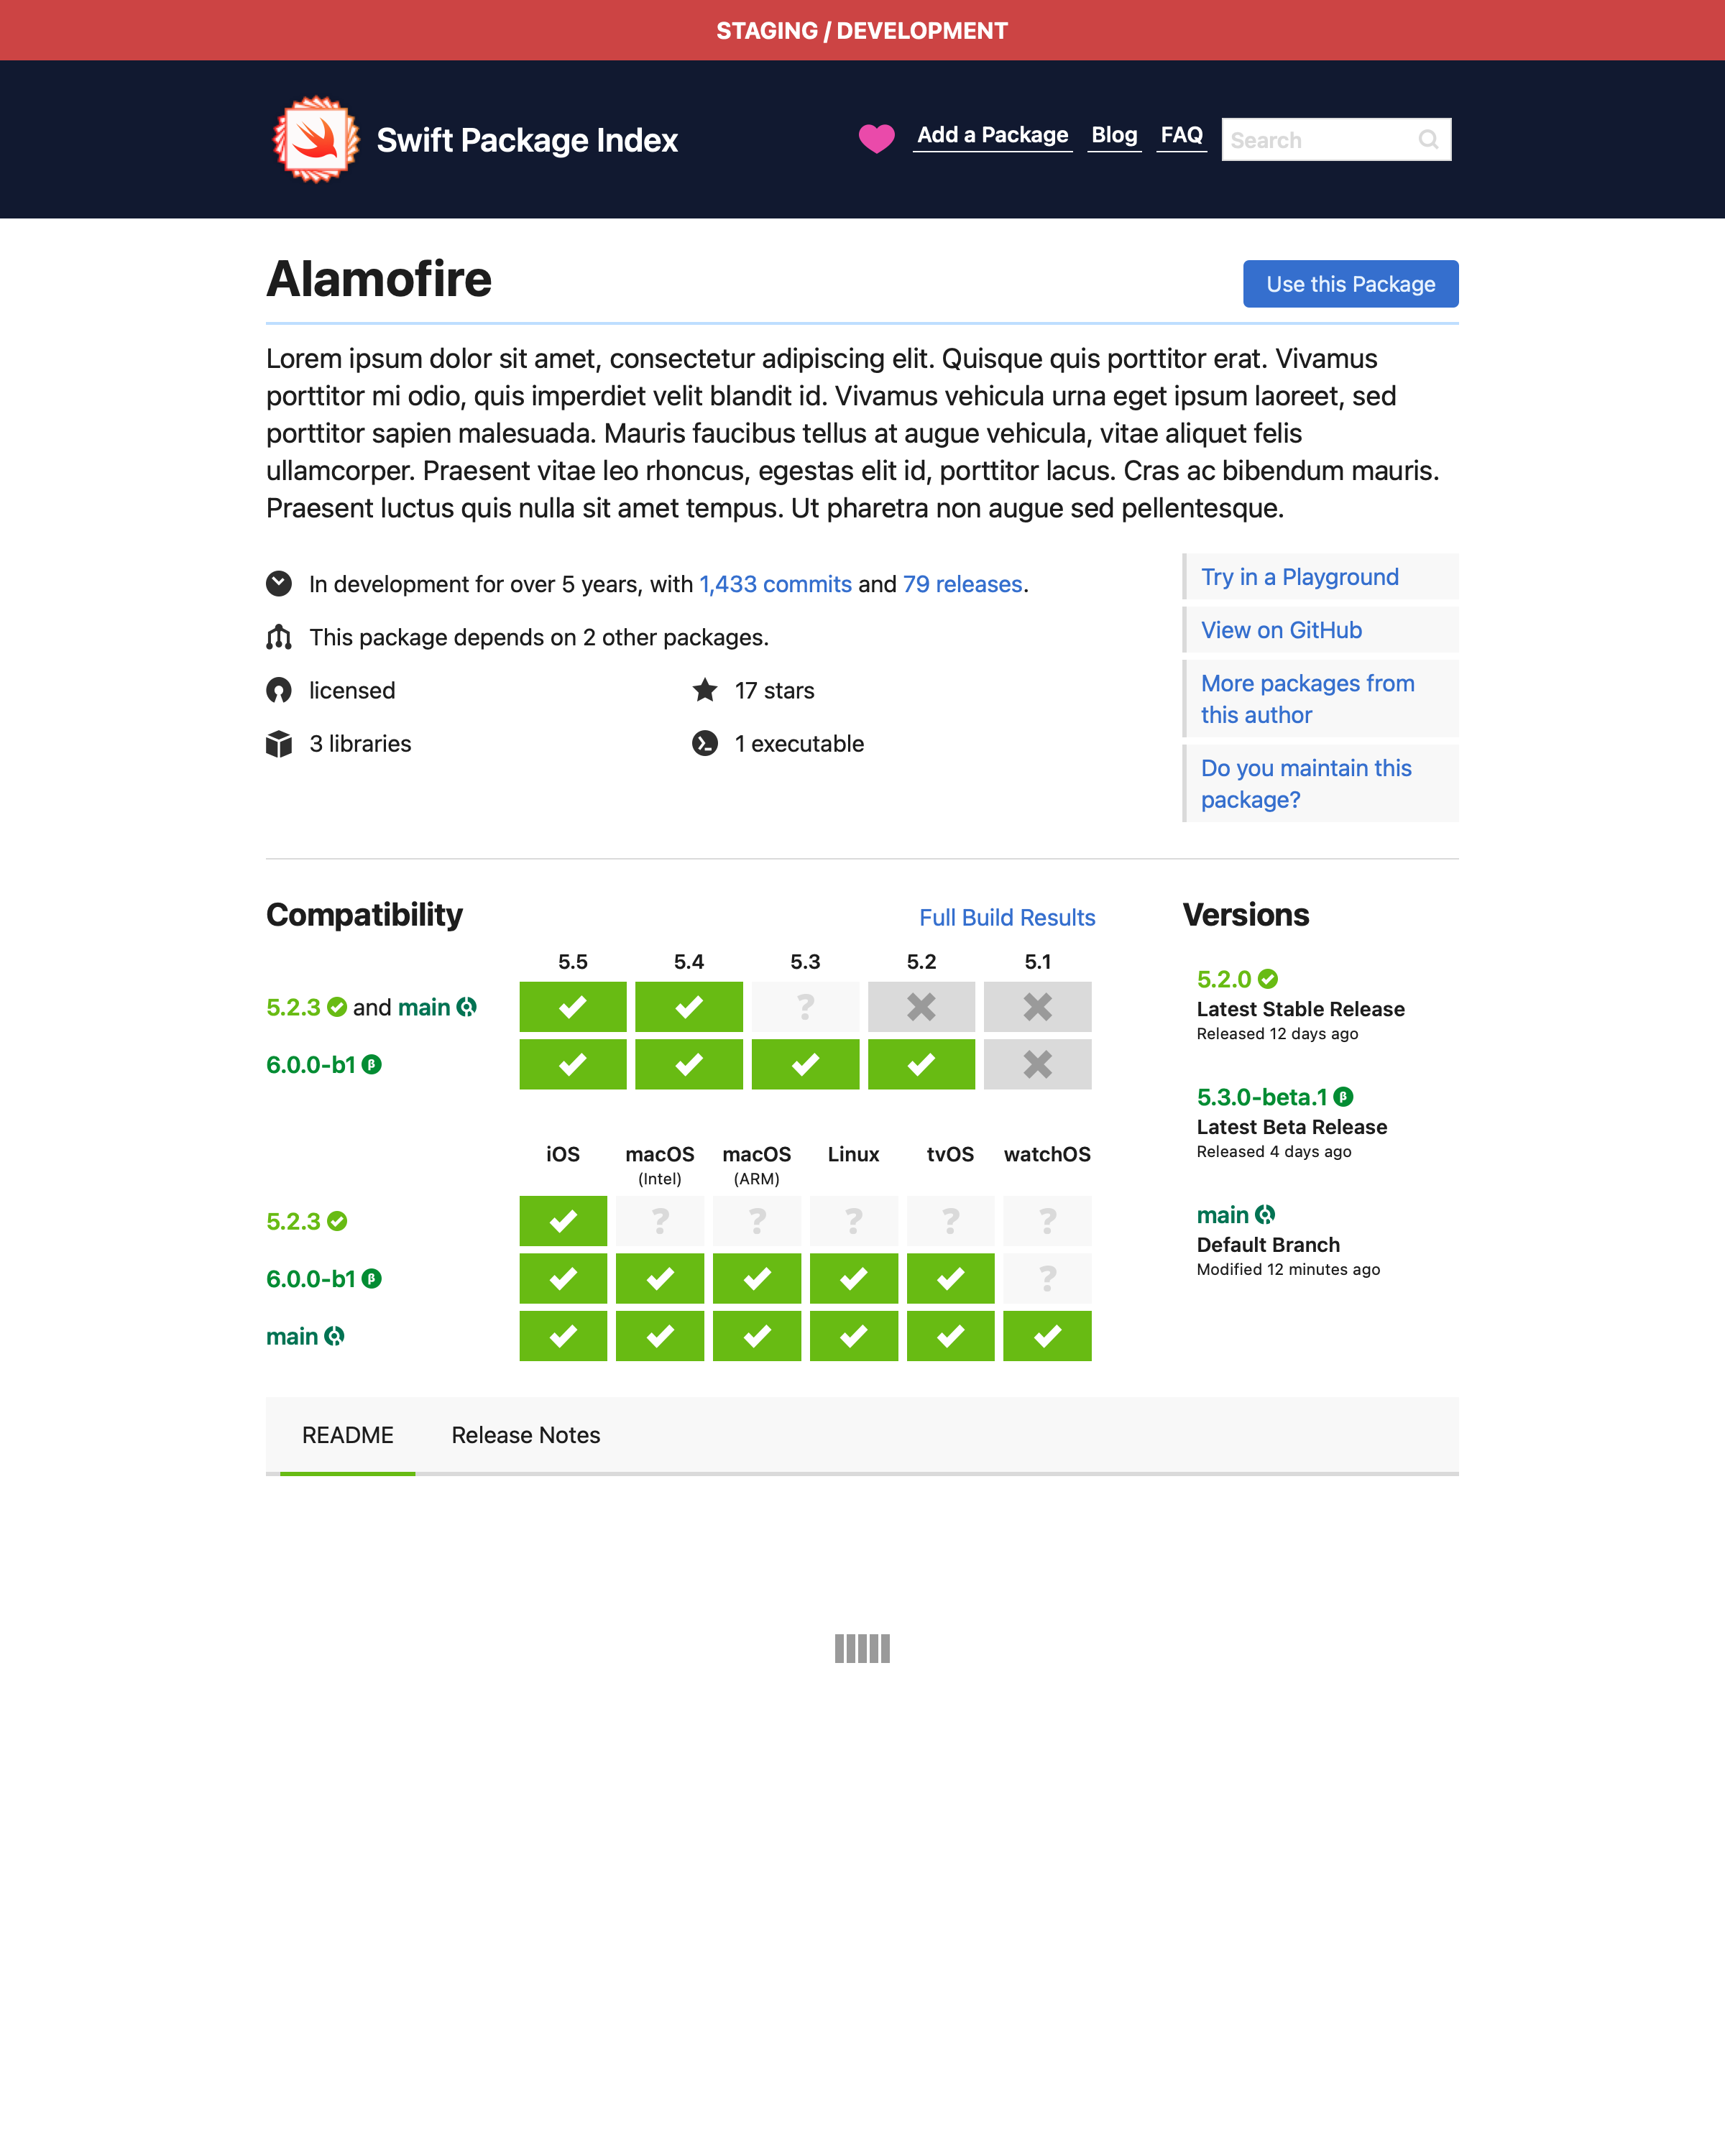 STAGING / DEVELOPMENT
Swift Package Index
Add a Package
Blog
FAQ
Search
Alamofire
Use this Package
Lorem ipsum dolor sit amet, consectetur adipiscing elit. Quisque quis porttitor erat. Vivamus
porttitor mi odio, quis imperdiet velit blandit id. Vivamus vehicula urna eget ipsum laoreet, sed
porttitor sapien malesuada. Mauris faucibus tellus at augue vehicula, vitae aliquet felis
ullamcorper. Praesent vitae leo rhoncus, egestas elit id, porttitor lacus. Cras ac bibendum mauris.
Praesent luctus quis nulla sit amet tempus. Ut pharetra non augue sed pellentesque.
In development for over 5 years, with 1,433 commits and 79 releases.
This package depends on 2 other packages.
licensed
17 stars
3 libraries
1 executable
Try in a Playground
View on GitHub
More packages from
this author
Do you maintain this
package?
Compatibility
Full Build Results
5.5 5.4 5.3 5.2 5.1
5.2.3 and main
?
6.0.0-b1 β
iOS macOS macOS Linux tvOS watchOS
(Intel) (ARM)
5.2.3
? ? ? ? ?
6.0.0-b1 β
?
main
Versions
5.2.0
Latest Stable Release
Released 12 days ago
5.3.0-beta.1 β
Latest Beta Release
Released 4 days ago
main
Default Branch
Modified 12 minutes ago
README
Release Notes